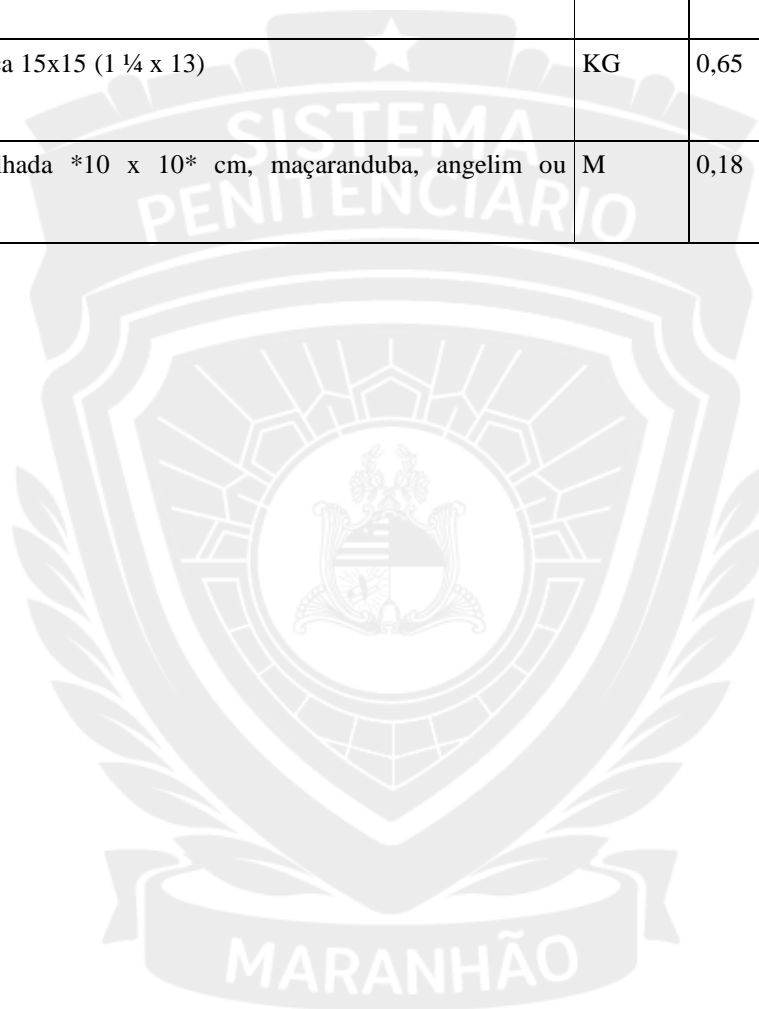 a 15x15 (1 ¼ x 13) KG 0,65
lhada *10 x 10* cm, maçaranduba, angelim ou M 0,18
SISTEMA
PENITENCIÁRIO
MARANHÃO